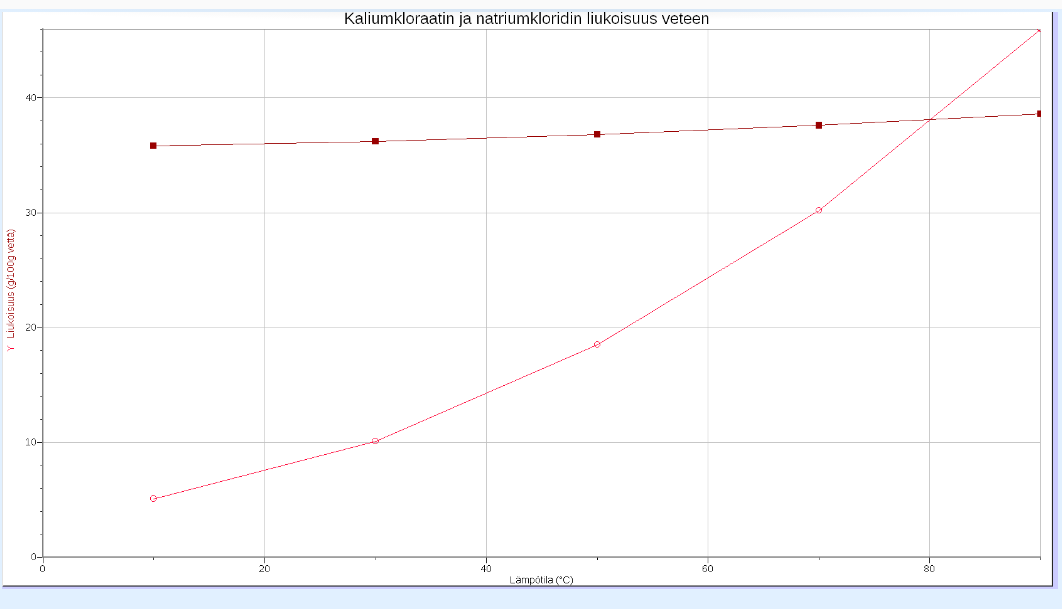 Kaliumkloraatin ja natriumkloridin liukoisuus veteen
40
30
20
10
0
Y Liukoisuus (g/100g vettä)
0 20 40 60 80
Lämpötila (°C)